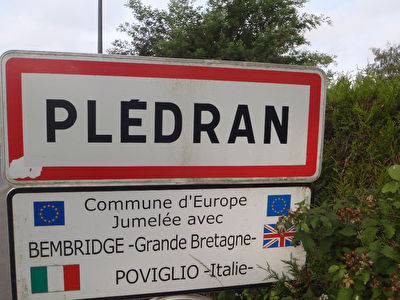 PLÉDRAN
Commune d'Europe
Jumelée avec
BEMBRIDGE -Grande Bretagne-
POVIGLIO -Italie-